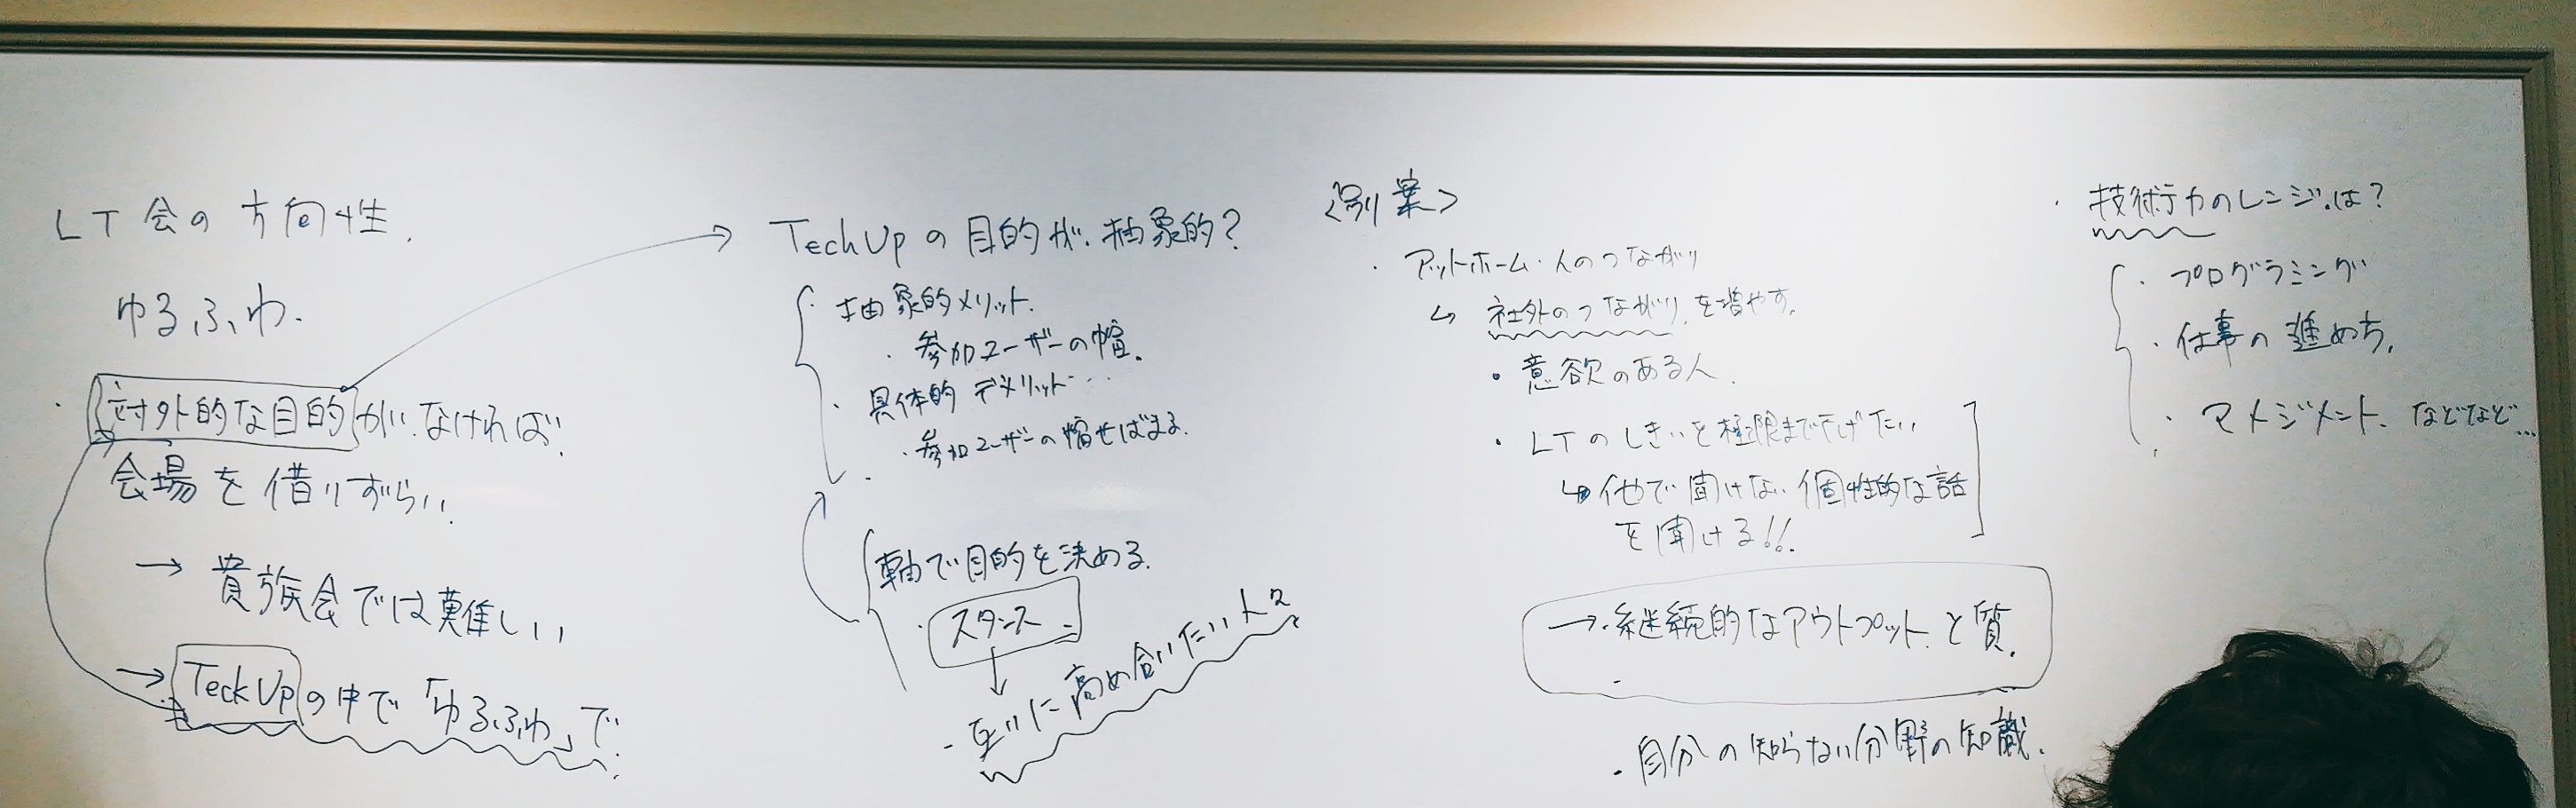 LT会の方向性.
ゆるふわ.
・対外的な目的がなければ
会場を借りずらい.
→ 貴族会では難しい
→ TeckUpの中で「ゆるふわ」で
TechUpの目的が抽象的?
・抽象的メリット.
・参加ユーザーの幅.
・具体的デメリット...
・参加ユーザーの幅せばまる.
軸で目的を決める.
・スタンス
↓
・互いに高め合いたい人々
<別案>
・アットホーム・人のつながり
↳ 社外のつながりを増やす.
・意欲のある人.
・LTのしきいを極限まで下げたい
↳ 他で聞けない個性的な話
を聞ける!!.
→・継続的なアウトプットと質.
・自分の知らない分野の知識.
・技術力のレンジは?
・プログラミング
・仕事の進め方.
・マメジメント.などなど...